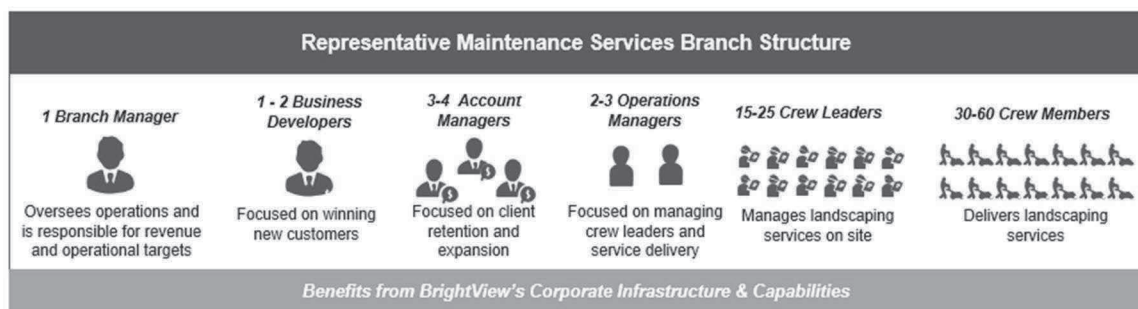 Representative Maintenance Services Branch Structure
1 Branch Manager
Oversees operations and
is responsible for revenue
and operational targets
1 - 2 Business
Developers
Focused on winning
new customers
3-4 Account
Managers
$
$
$
Focused on client
retention and
expansion
2-3 Operations
Managers
Focused on managing
crew leaders and
service delivery
15-25 Crew Leaders
Manages landscaping
services on site
30-60 Crew Members
Delivers landscaping
services
Benefits from BrightView's Corporate Infrastructure & Capabilities